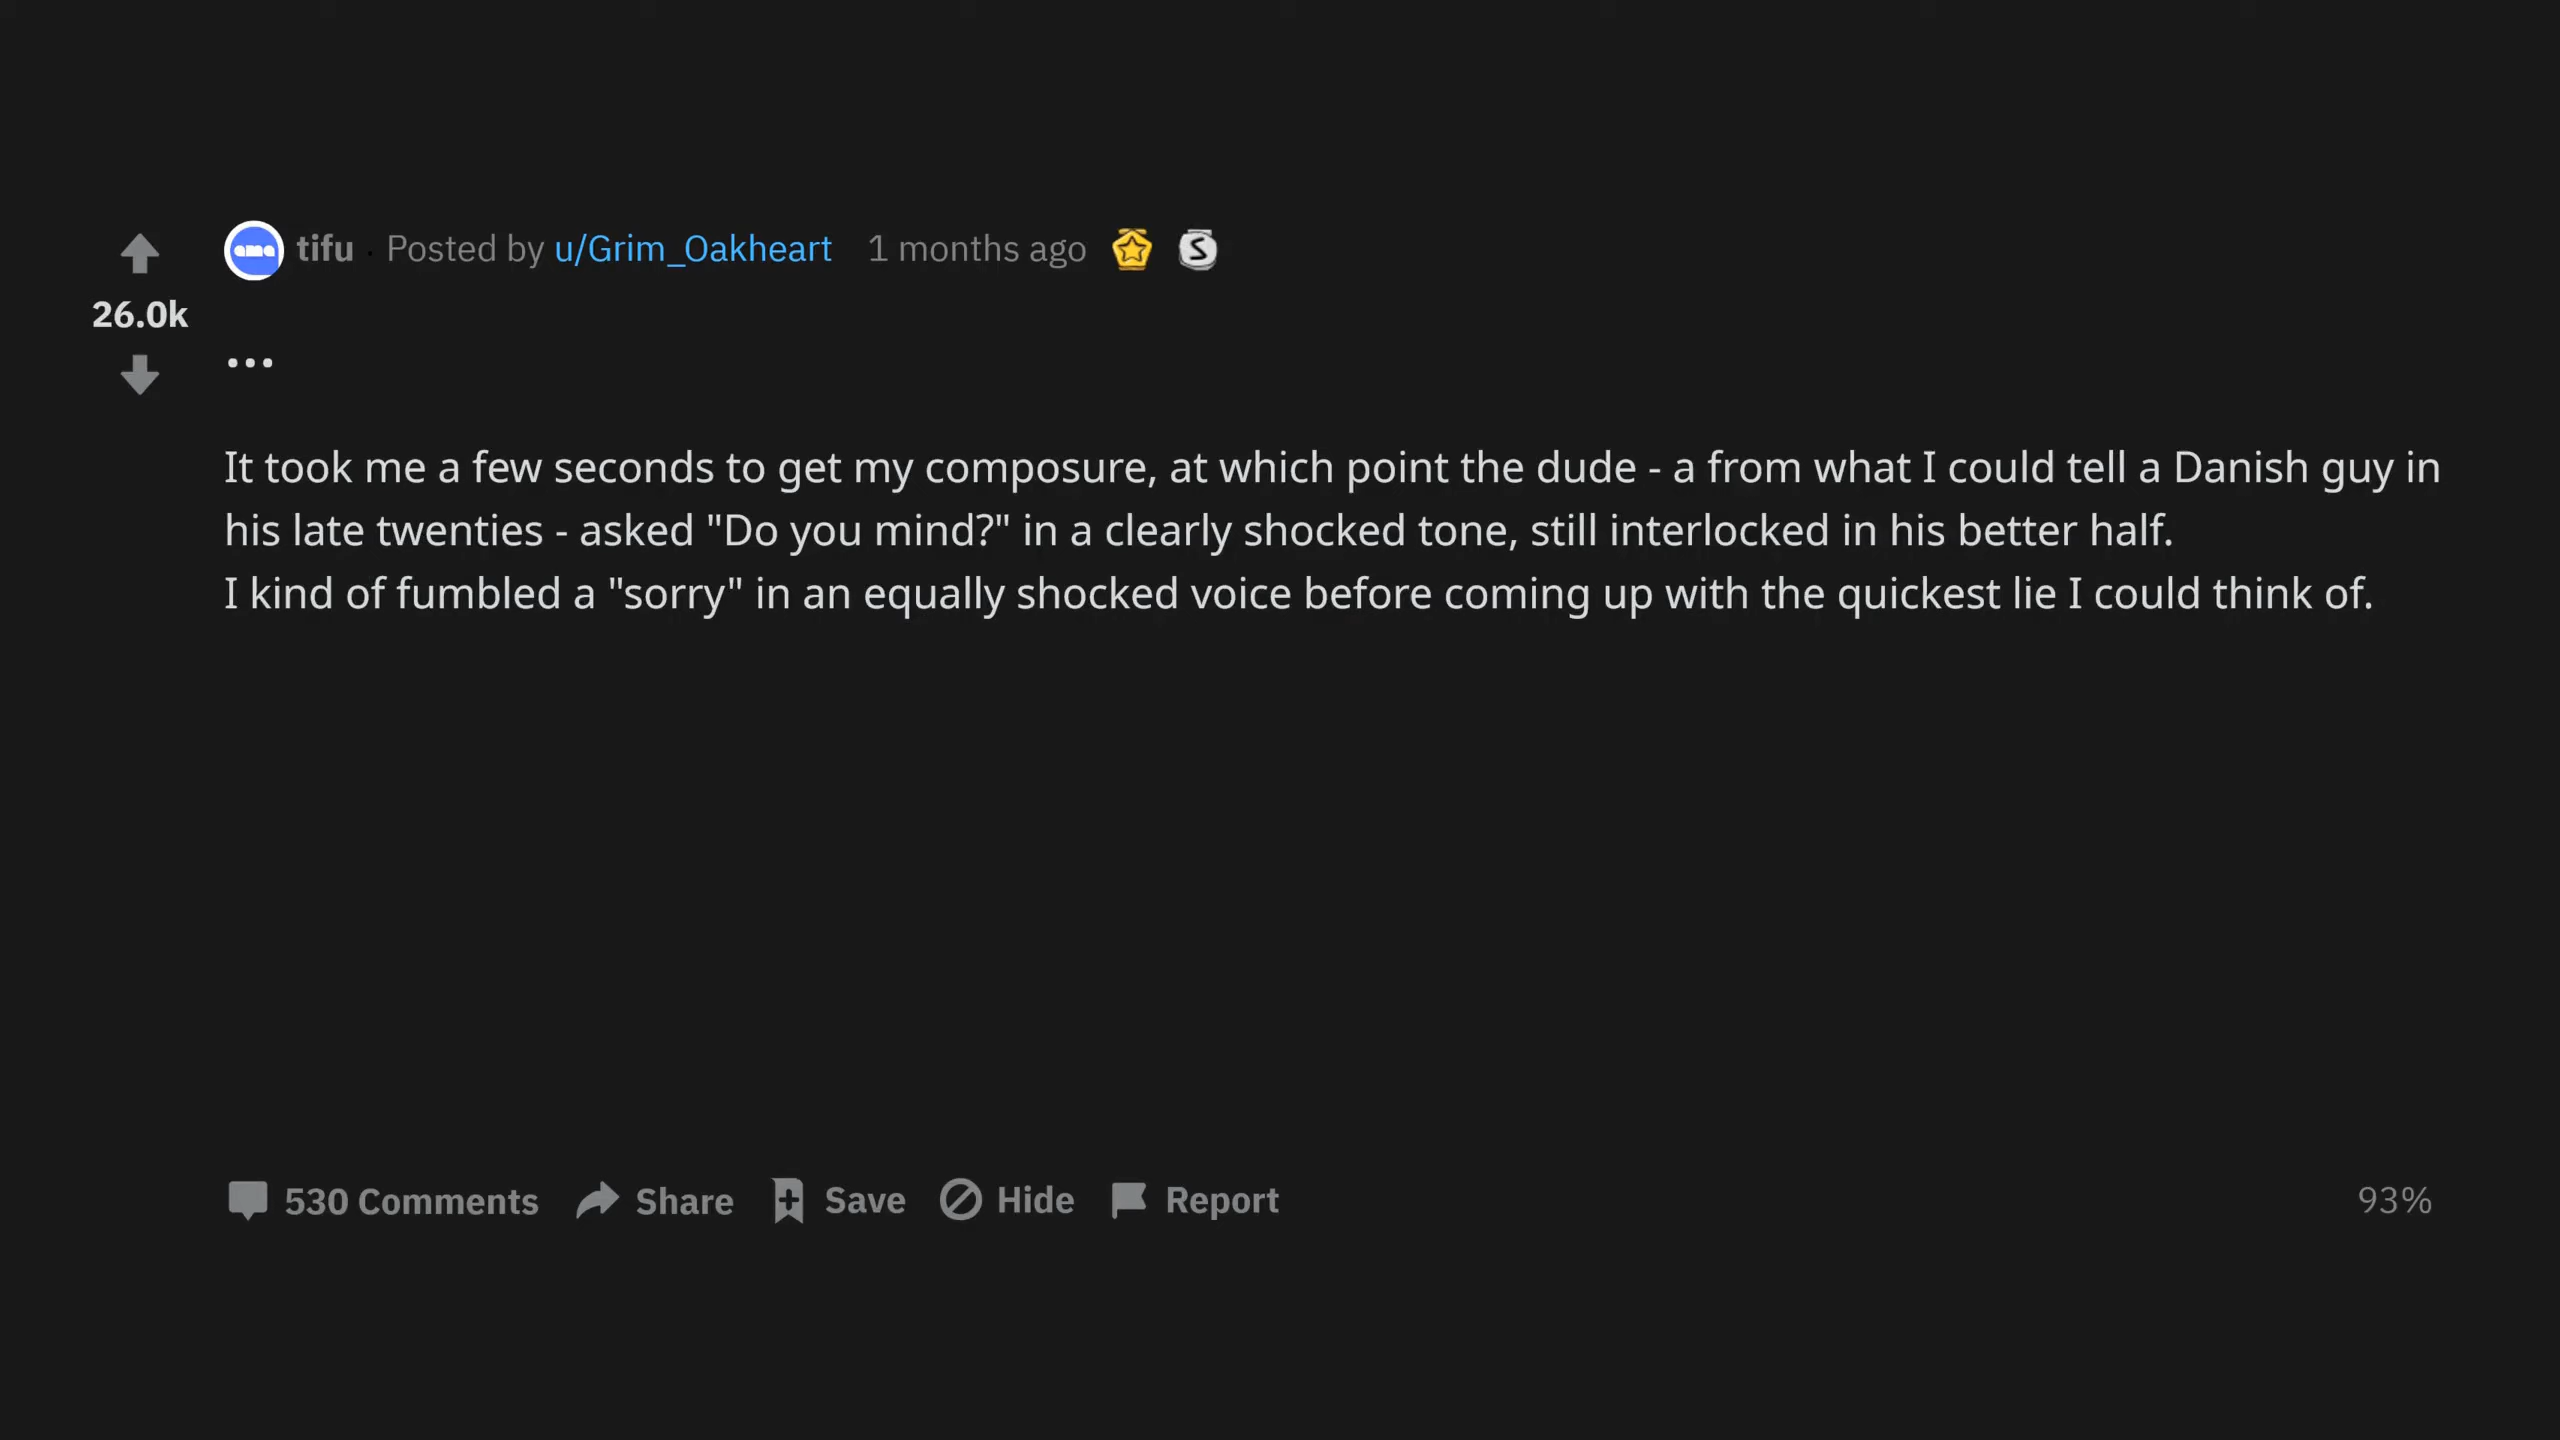 ama tifu · Posted by u/Grim_Oakheart 1 months ago S
26.0k
...
It took me a few seconds to get my composure, at which point the dude - a from what I could tell a Danish guy in
his late twenties - asked "Do you mind?" in a clearly shocked tone, still interlocked in his better half.
I kind of fumbled a "sorry" in an equally shocked voice before coming up with the quickest lie I could think of.
530 Comments Share Save Hide Report 93%